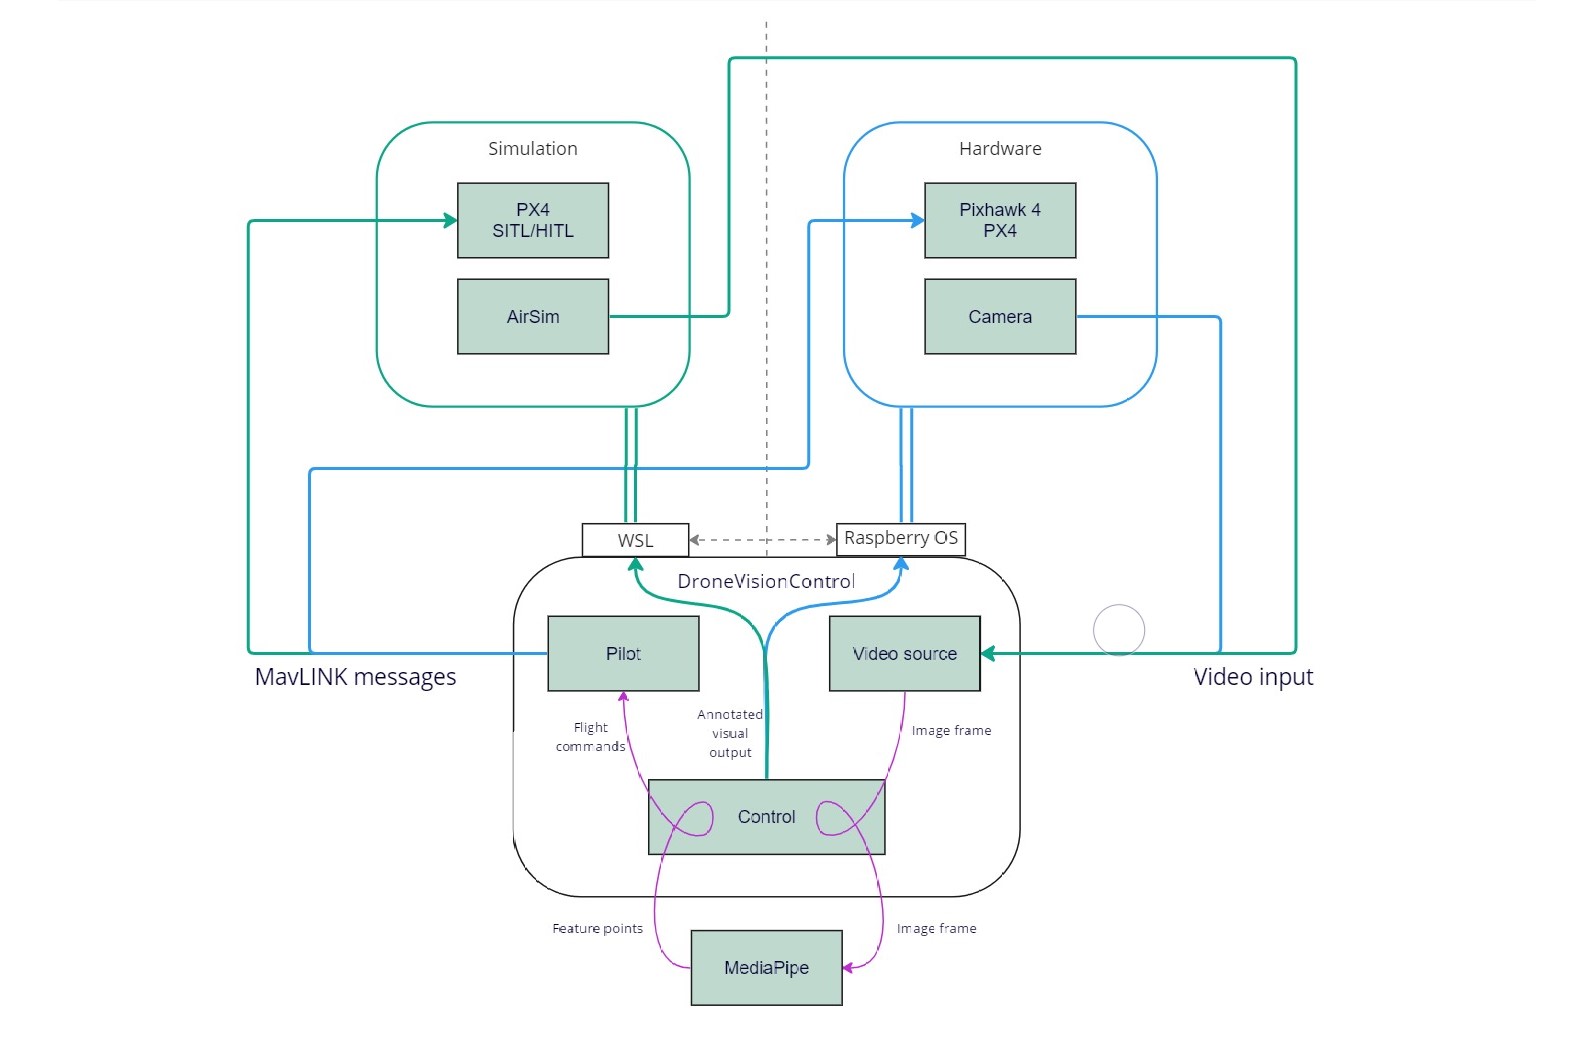 Simulation
Hardware
PX4
SITL/HITL
Pixhawk 4
PX4
AirSim
Camera
WSL
Raspberry OS
DroneVisionControl
Pilot
Video source
MavLINK messages
Video input
Flight
commands
Annotated
visual
output
Image frame
Control
Feature points
Image frame
MediaPipe